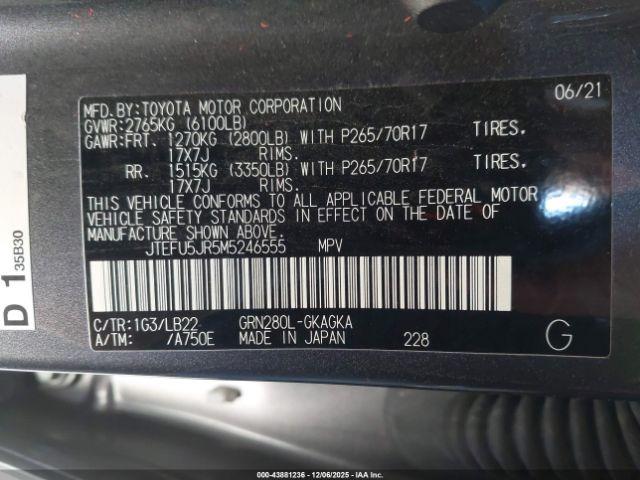 MFD.BY:TOYOTA MOTOR CORPORATION 06/21
GVWR:2765KG (6100LB)
GAWR:FRT. 1270KG (2800LB) WITH P265/70R17 TIRES.
17X7J RIMS.
RR. 1515KG (3350LB) WITH P265/70R17 TIRES.
17X7J RIMS.
THIS VEHICLE CONFORMS TO ALL APPLICABLE FEDERAL MOTOR
VEHICLE SAFETY STANDARDS IN EFFECT ON THE DATE OF
MANUFACTURE SHOWN ABOVE.
JTEFU5JR5M5246555 MPV
C/TR:1G3/LB22 GRN280L-GKAGKA
A/TM: /A750E MADE IN JAPAN 228 G
D 1 35B30
000-43881236 - 12/06/2025 - IAA Inc.